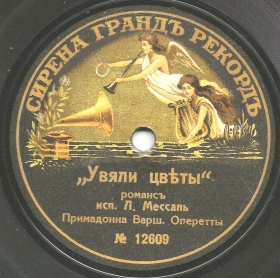 СИРЕНА ГРАНДЪ РЕКОРДЪ
„Увяли цвѣты“
романсъ
исп. Л. Мессаль
Примадонна Варш. Оперетты
№ 12609